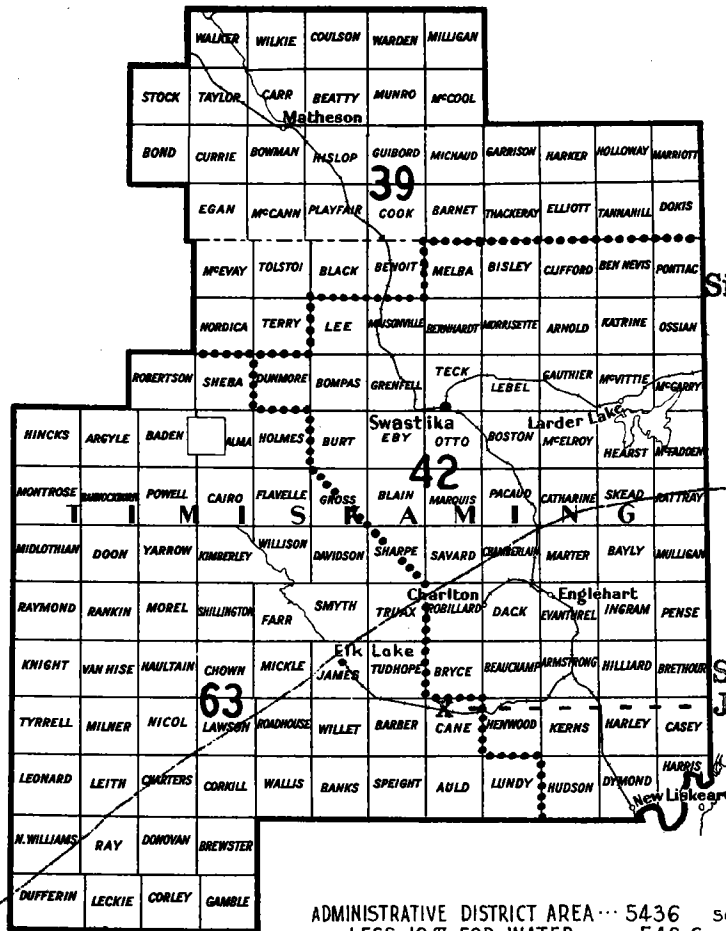 WALKER WILKIE COULSON WARDEN MILLIGAN
STOCK TAYLOR CARR BEATTY MUNRO McCOOL
Matheson
BOND CURRIE BOWMAN HISLOP GUIBORD MICHAUD GARRISON HARKER HOLLOWAY MARRIOTT
39
EGAN McCANN PLAYFAIR COOK BARNET THACKERAY ELLIOTT TANNAHILL DOKIS
McEVAY TOLSTOI BLACK BENOIT MELBA BISLEY CLIFFORD BEN NEVIS PONTIAC
Si
NORDICA TERRY LEE MAISONVILLE BERNHARDT MORRISETTE ARNOLD KATRINE OSSIAN
ROBERTSON SHEBA DUNMORE BOMPAS GRENFELL TECK LEBEL GAUTHIER McVITTIE McGARRY
Swastika Larder Lake
HINCKS ARGYLE BADEN ALMA HOLMES BURT EBY OTTO BOSTON McELROY HEARST McFADDEN
42
MONTROSE BANNOCKBURN POWELL CAIRO FLAVELLE GROSS BLAIN MARQUIS PACAUD CATHARINE SKEAD RATTRAY
TIMISKAMING
MIDLOTHIAN DOON YARROW KIMBERLEY WILLISON DAVIDSON SHARPE SAVARD CHAMBERLAIN MARTER BAYLY MULLIGAN
Charlton Englehart
RAYMOND RANKIN MOREL SHILLINGTON FARR SMYTH TRUAX ROBILLARD DACK EVANTUREL INGRAM PENSE
Elk Lake
KNIGHT VAN HISE HAULTAIN CHOWN MICKLE JAMES TUDHOPE BRYCE BEAUCHAMP ARMSTRONG HILLIARD BRETHOUR
S
63
X
J
TYRRELL MILNER NICOL LAWSON ROADHOUSE WILLET BARBER CANE HENWOOD KERNS HARLEY CASEY
HARRIS
LEONARD LEITH CHARTERS CORKILL WALLIS BANKS SPEIGHT AULD LUNDY HUDSON DYMOND
New Liskeard
N. WILLIAMS RAY DONOVAN BREWSTER
DUFFERIN LECKIE CORLEY GAMBLE
ADMINISTRATIVE DISTRICT AREA ... 5436